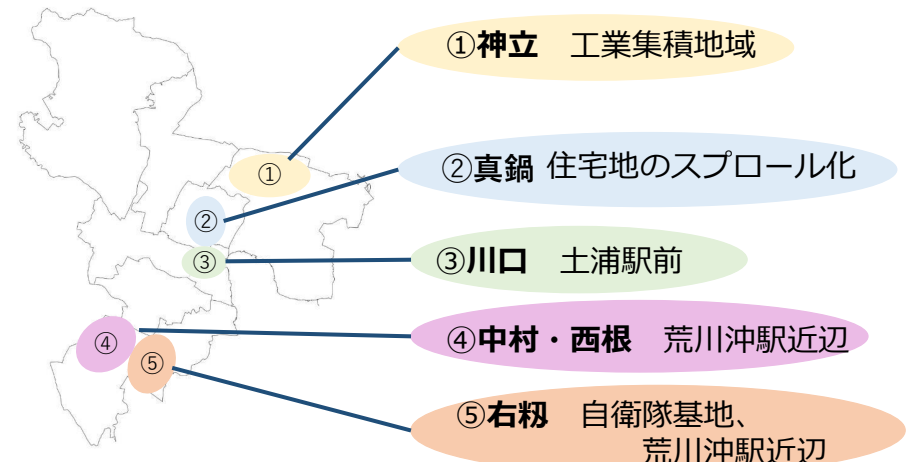 ①神立 工業集積地域
②真鍋 住宅地のスプロール化
③川口 土浦駅前
④中村・西根 荒川沖駅近辺
⑤右籾 自衛隊基地、
荒川沖駅近辺
①
②
③
④
⑤